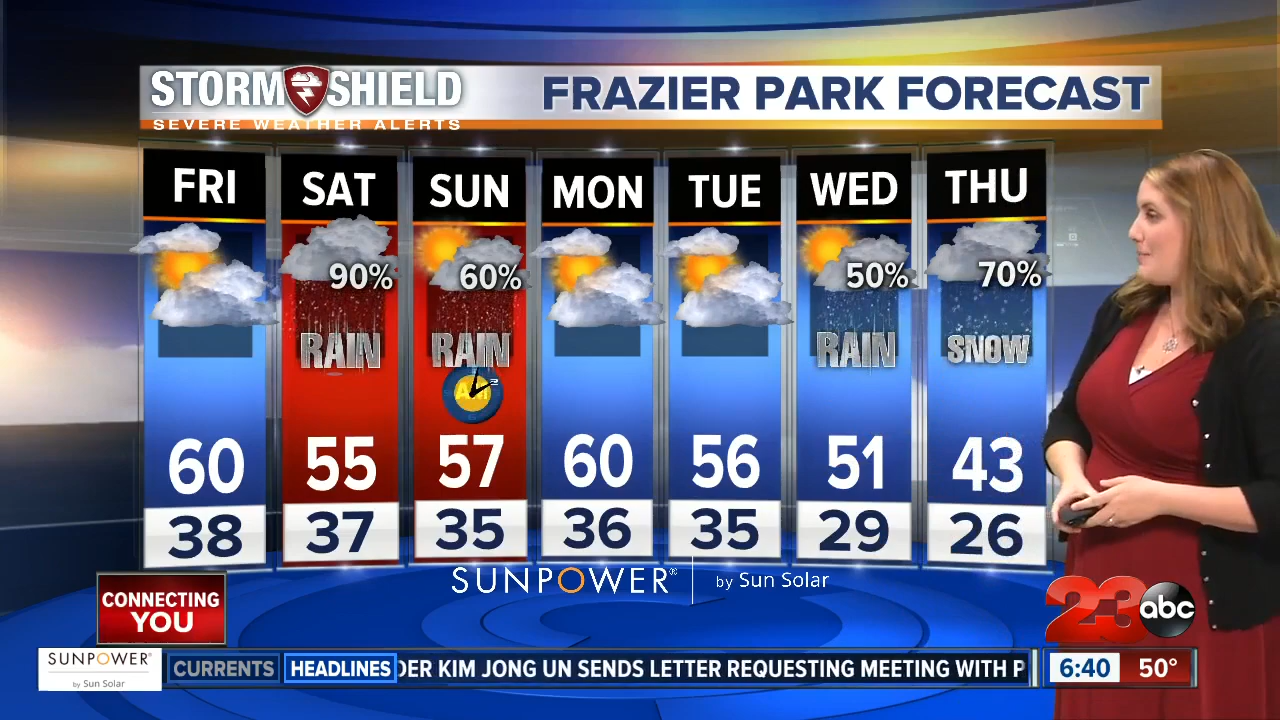 STORM SHIELD
SEVERE WEATHER ALERTS
FRAZIER PARK FORECAST
FRI SAT SUN MON TUE WED THU
90% 60% 50% 70%
RAIN RAIN RAIN SNOW
AM
60 55 57 60 56 51 43
38 37 35 36 35 29 26
SUNPOWER® by Sun Solar
CONNECTING
YOU
23 abc
SUNPOWER®
by Sun Solar
CURRENTS HEADLINES DER KIM JONG UN SENDS LETTER REQUESTING MEETING WITH P
6:40 50°